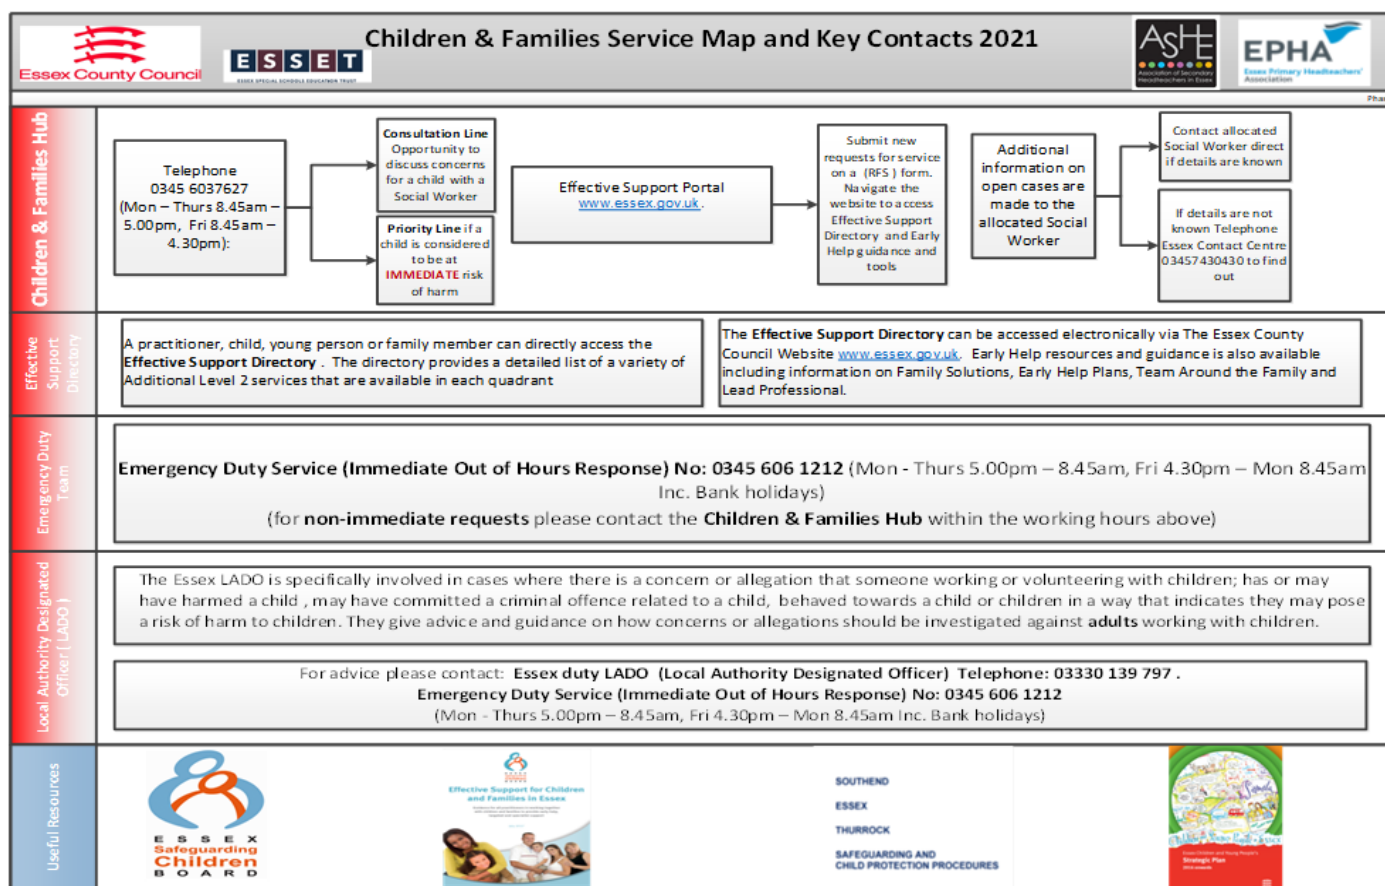 Children & Families Service Map and Key Contacts 2021
Essex County Council
ESSET
ESSEX SPECIAL SCHOOLS EDUCATION TRUST
ASHE
Association of Secondary
Headteachers in Essex
EPHA
Essex Primary Headteachers'
Association
Phar
Children & Families Hub
Telephone
0345 6037627
(Mon – Thurs 8.45am –
5.00pm, Fri 8.45am –
4.30pm):
Consultation Line
Opportunity to
discuss concerns
for a child with a
Social Worker
Priority Line if a
child is considered
to be at
IMMEDIATE risk
of harm
Effective Support Portal
www.essex.gov.uk .
Submit new
requests for service
on a (RFS ) form.
Navigate the
website to access
Effective Support
Directory and Early
Help guidance and
tools
Additional
information on
open cases are
made to the
allocated Social
Worker
Contact allocated
Social Worker direct
if details are known
If details are not
known Telephone
Essex Contact Centre
03457430430 to find
out
Effective
Support
Directory
A practitioner, child, young person or family member can directly access the
Effective Support Directory . The directory provides a detailed list of a variety of
Additional Level 2 services that are available in each quadrant
The Effective Support Directory can be accessed electronically via The Essex County
Council Website www.essex.gov.uk. Early Help resources and guidance is also available
including information on Family Solutions, Early Help Plans, Team Around the Family and
Lead Professional.
Emergency Duty
Team
Emergency Duty Service (Immediate Out of Hours Response) No: 0345 606 1212 (Mon - Thurs 5.00pm – 8.45am, Fri 4.30pm – Mon 8.45am
Inc. Bank holidays)
(for non-immediate requests please contact the Children & Families Hub within the working hours above)
Local Authority Designated
Officer ( LADO )
The Essex LADO is specifically involved in cases where there is a concern or allegation that someone working or volunteering with children; has or may
have harmed a child , may have committed a criminal offence related to a child, behaved towards a child or children in a way that indicates they may pose
a risk of harm to children. They give advice and guidance on how concerns or allegations should be investigated against adults working with children.
For advice please contact: Essex duty LADO (Local Authority Designated Officer) Telephone: 03330 139 797 .
Emergency Duty Service (Immediate Out of Hours Response) No: 0345 606 1212
(Mon - Thurs 5.00pm – 8.45am, Fri 4.30pm – Mon 8.45am Inc. Bank holidays)
Useful Resources
ESSEX
Safeguarding
Children
BOARD
Effective Support for Children
and Families in Essex
SOUTHEND
ESSEX
THURROCK
SAFEGUARDING AND
CHILD PROTECTION PROCEDURES
Essex Children and Young People's
Strategic Plan